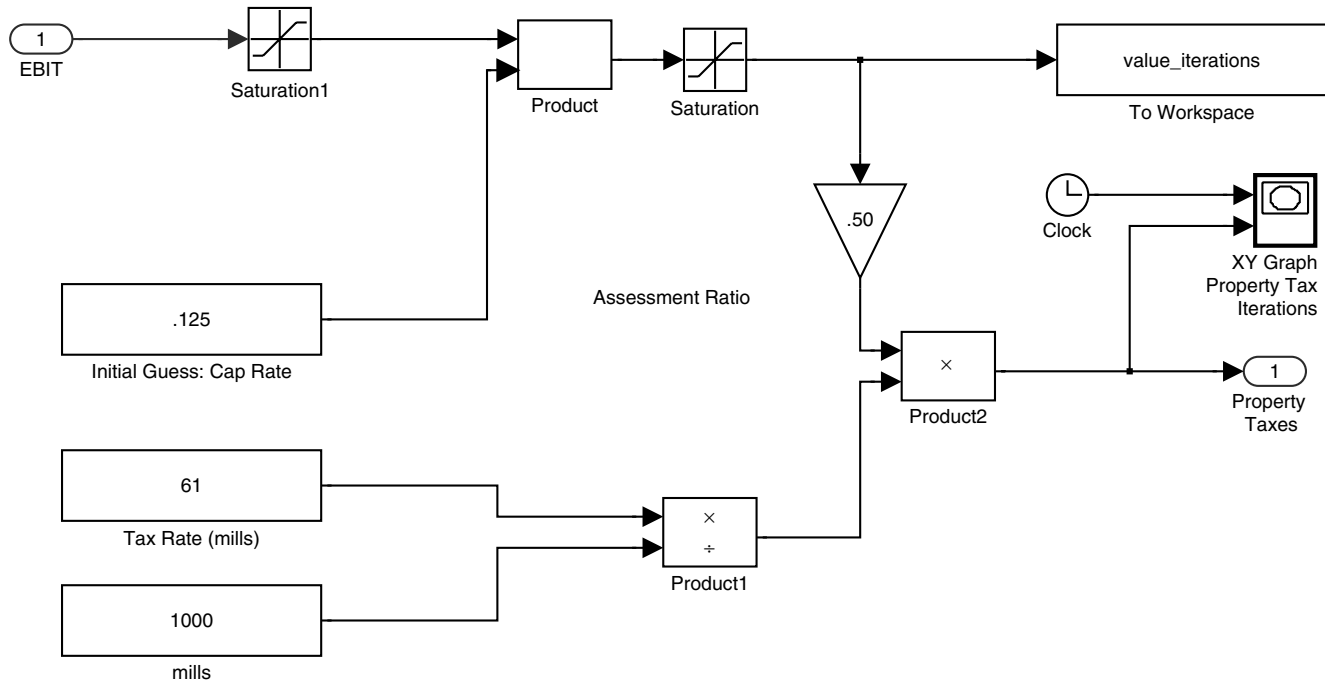 1
EBIT
Saturation1
Product
Saturation
value_iterations
To Workspace
.50
Clock
XY Graph
Property Tax
Iterations
Assessment Ratio
.125
Initial Guess: Cap Rate
×
Product2
1
Property
Taxes
61
Tax Rate (mills)
×
÷
Product1
1000
mills